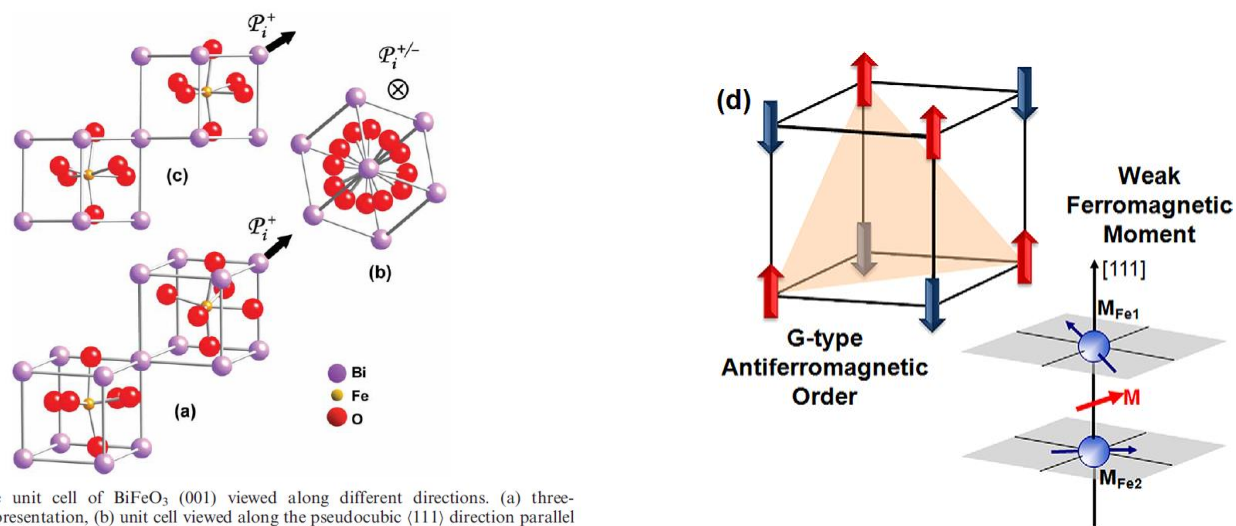 𝒫ᵢ⁺
𝒫ᵢ⁺ᐟ⁻
(c)
(b)
𝒫ᵢ⁺
Bi
Fe
O
(a)
unit cell of BiFeO₃ (001) viewed along different directions. (a) three-
(b) unit cell viewed along the pseudocubic ⟨111⟩ direction parallel
(d)
G-type
Antiferromagnetic
Order
Weak
Ferromagnetic
Moment
[111]
M_Fe1
M
M_Fe2